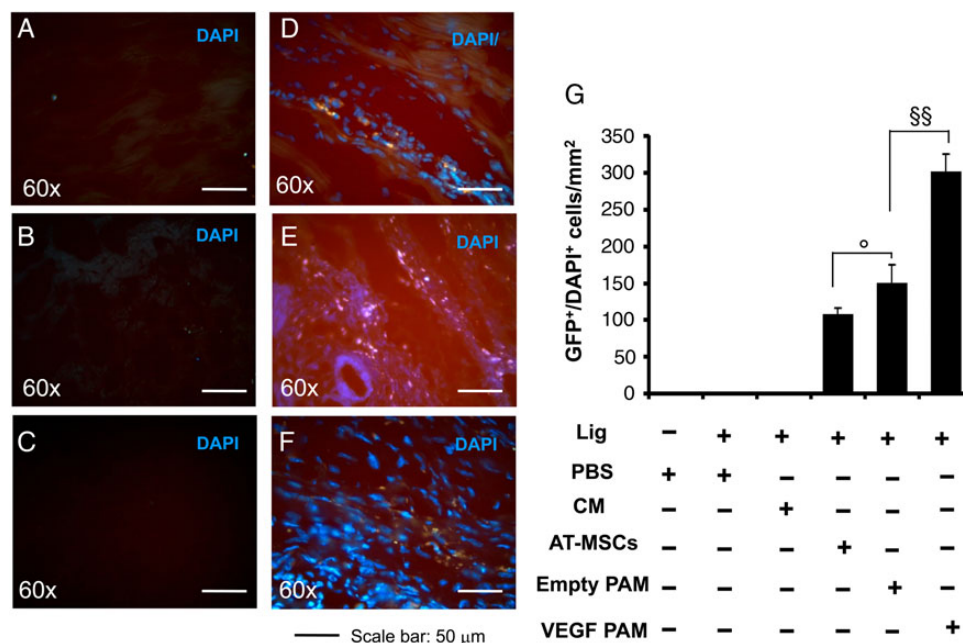 A
DAPI
60x
B
DAPI
60x
C
DAPI
60x
D
DAPI/
60x
E
DAPI
60x
F
DAPI
60x
Scale bar: 50 µm
G
GFP⁺/DAPI⁺ cells/mm²
350
300
250
200
150
100
50
0
°
§§
Lig − + + + + +
PBS + + − − − −
CM − − + − − −
AT-MSCs − − − + − −
Empty PAM − − − − + −
VEGF PAM − − − − − +